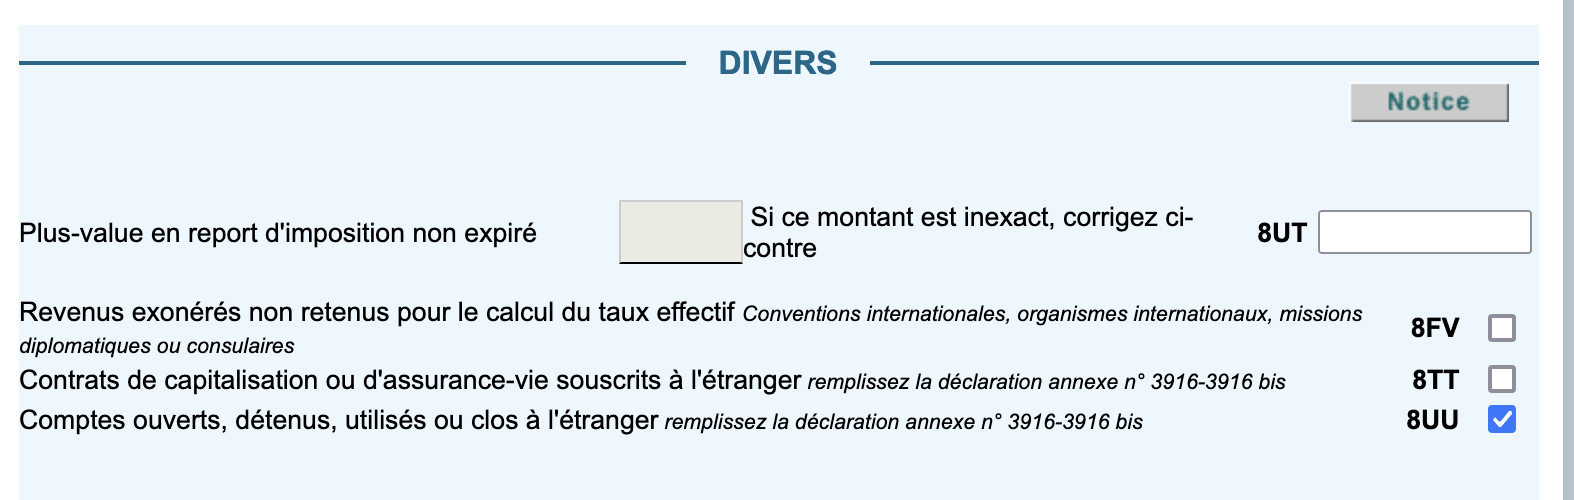 DIVERS
Notice
Plus-value en report d'imposition non expiré
Si ce montant est inexact, corrigez ci-
contre
8UT
Revenus exonérés non retenus pour le calcul du taux effectif Conventions internationales, organismes internationaux, missions
diplomatiques ou consulaires
8FV
Contrats de capitalisation ou d'assurance-vie souscrits à l'étranger remplissez la déclaration annexe n° 3916-3916 bis
8TT
Comptes ouverts, détenus, utilisés ou clos à l'étranger remplissez la déclaration annexe n° 3916-3916 bis
8UU